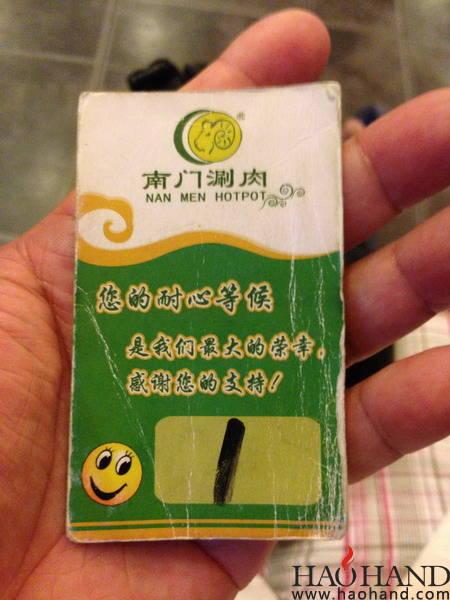 ®
南门涮肉
NAN MEN HOTPOT
您的耐心等候
是我们最大的荣幸,
感谢您的支持!
1
HAOHAND
www.haohand.com